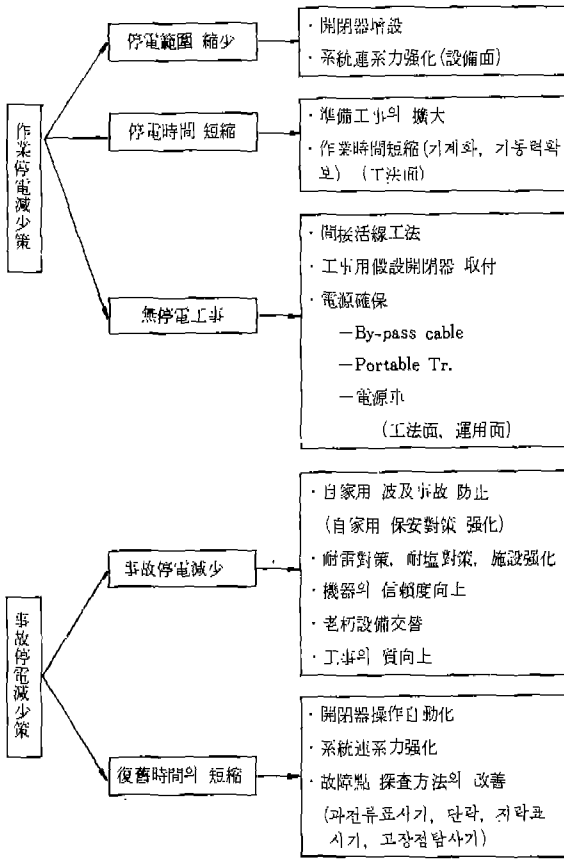 作業停電減少策
停電範圍 縮少
· 開閉器增設
· 系統連系力强化(設備面)
停電時間 短縮
· 準備工事의 擴大
· 作業時間短縮(기계화, 기동력확
보) (工法面)
無停電工事
· 間接活線工法
· 工事用假設開閉器 取付
· 電源確保
—By-pass cable
—Portable Tr.
—電源車
(工法面, 運用面)
事故停電減少策
事故停電減少
· 自家用 波及事故 防止
(自家用 保安對策 强化)
· 耐雷對策, 耐塩對策, 施設强化
· 機器의 信賴度向上
· 老朽設備交替
· 工事의 質向上
復舊時間의 短縮
· 開閉器操作自動化
· 系統連系力强化
· 故障點 探査方法의 改善
(과전류표시기, 단락, 지락표
시기, 고장점탐사기)